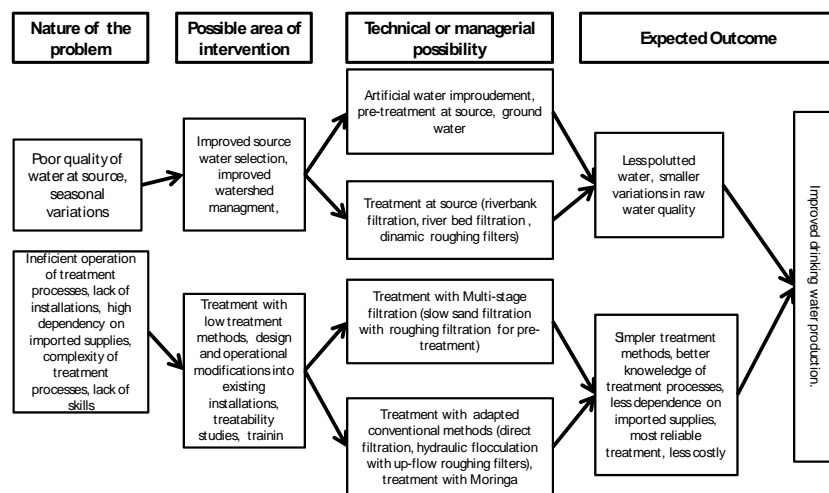 Nature of the
problem
Possible area of
intervention
Technical or managerial
possibility
Expected Outcome
Artificial water improudement,
pre-treatment at source, ground
water
Poor quality of
water at source,
seasonal
variations
Improved source
water selection,
improved
watershed
managment,
Treatment at source (riverbank
filtration, river bed filtration ,
dinamic roughing filters)
Less polutted
water, smaller
variations in raw
water quality
Ineficient operation
of treatment
processes, lack of
installations, high
dependency on
imported supplies,
complexity of
treatment
processes, lack of
skills
Treatment with
low treatment
methods, design
and operational
modifications into
existing
installations,
treatability
studies, trainin
Treatment with Multi-stage
filtration (slow sand filtration
with roughing filtration for pre-
treatment)
Treatment with adapted
conventional methods (direct
filtration, hydraulic flocculation
with up-flow roughing filters),
treatment with Moringa
Simpler treatment
methods, better
knowledge of
treatment processes,
less dependence on
imported supplies,
most reliable
treatment, less costly
Improved drinking water production.